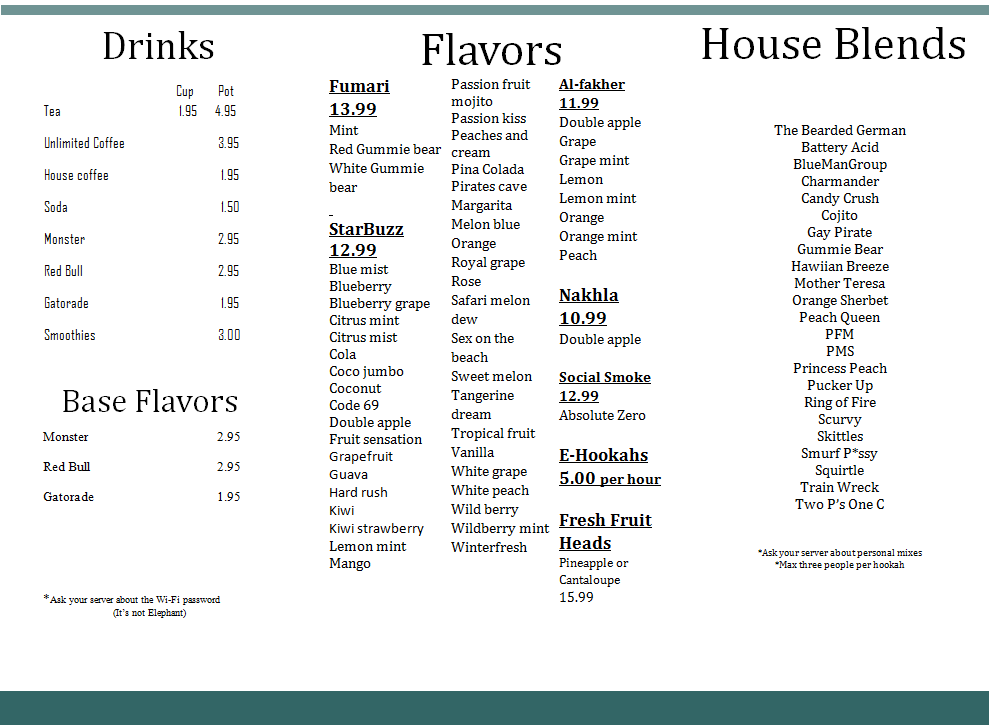 Drinks
Cup Pot
Tea 1.95 4.95
Unlimited Coffee 3.95
House coffee 1.95
Soda 1.50
Monster 2.95
Red Bull 2.95
Gatorade 1.95
Smoothies 3.00
Base Flavors
Monster 2.95
Red Bull 2.95
Gatorade 1.95
*Ask your server about the Wi-Fi password
(It's not Elephant)
Flavors
Fumari
13.99
Mint
Red Gummie bear
White Gummie
bear
StarBuzz
12.99
Blue mist
Blueberry
Blueberry grape
Citrus mint
Citrus mist
Cola
Coco jumbo
Coconut
Code 69
Double apple
Fruit sensation
Grapefruit
Guava
Hard rush
Kiwi
Kiwi strawberry
Lemon mint
Mango
Passion fruit
mojito
Passion kiss
Peaches and
cream
Pina Colada
Pirates cave
Margarita
Melon blue
Orange
Royal grape
Rose
Safari melon
dew
Sex on the
beach
Sweet melon
Tangerine
dream
Tropical fruit
Vanilla
White grape
White peach
Wild berry
Wildberry mint
Winterfresh
Al-fakher
11.99
Double apple
Grape
Grape mint
Lemon
Lemon mint
Orange
Orange mint
Peach
Nakhla
10.99
Double apple
Social Smoke
12.99
Absolute Zero
E-Hookahs
5.00 per hour
Fresh Fruit
Heads
Pineapple or
Cantaloupe
15.99
House Blends
The Bearded German
Battery Acid
BlueManGroup
Charmander
Candy Crush
Cojito
Gay Pirate
Gummie Bear
Hawiian Breeze
Mother Teresa
Orange Sherbet
Peach Queen
PFM
PMS
Princess Peach
Pucker Up
Ring of Fire
Scurvy
Skittles
Smurf P*ssy
Squirtle
Train Wreck
Two P's One C
*Ask your server about personal mixes
*Max three people per hookah